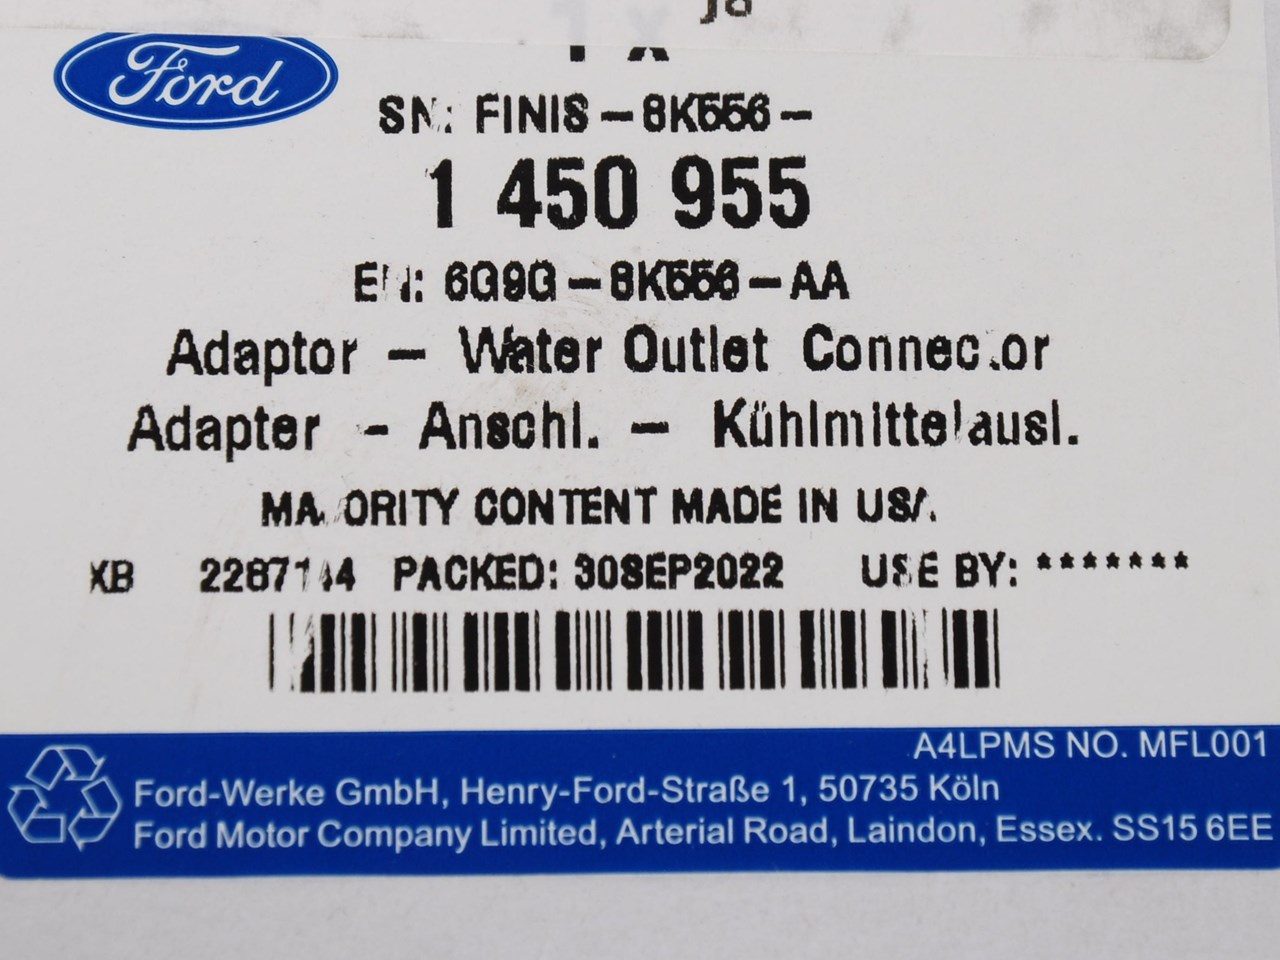 1 x
Ford
SN: FINIS-8K556-
1 450 955
EN: 6G9G-8K556-AA
Adaptor - Water Outlet Connector
Adapter - Anschl. - Kühlmittelausl.
MAJORITY CONTENT MADE IN USA
XB PACKED: 30SEP2022 USE BY: *******
A4LPMS NO. MFL001
Ford-Werke GmbH, Henry-Ford-Straße 1, 50735 Köln
Ford Motor Company Limited, Arterial Road, Laindon, Essex. SS15 6EE